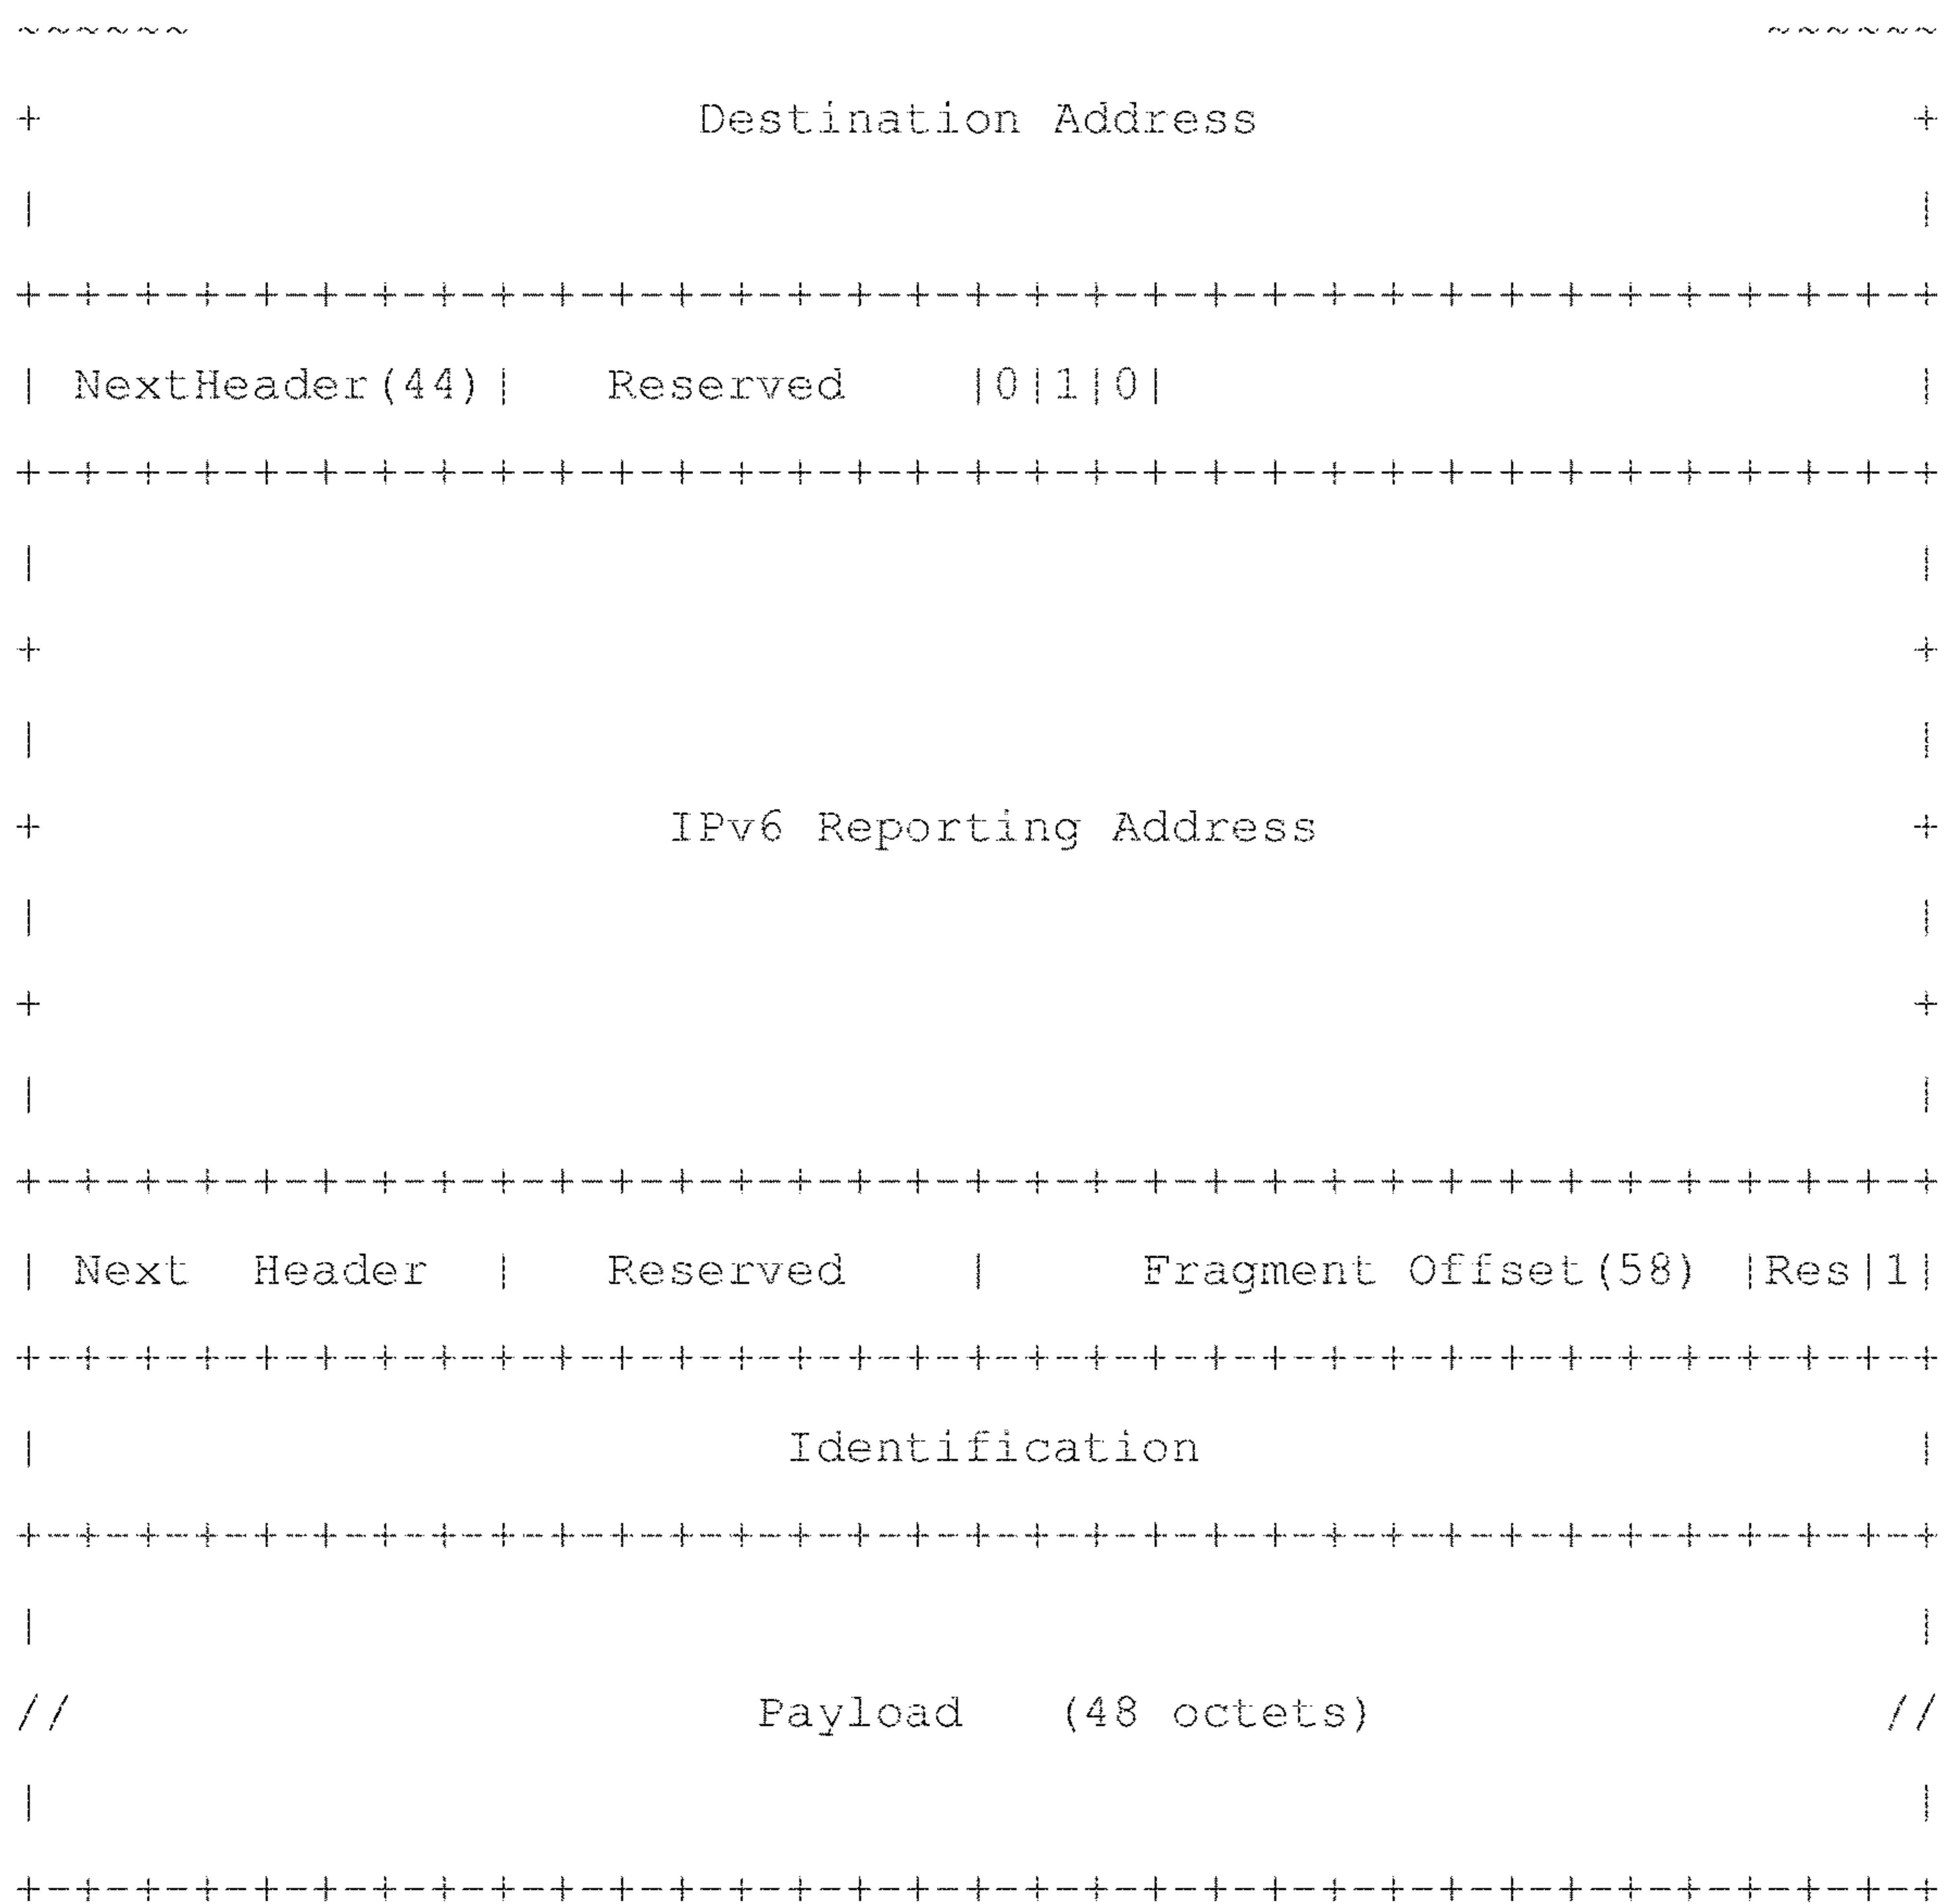 ~~~~~~ ~~~~~~
+ Destination Address +
| |
+-+-+-+-+-+-+-+-+-+-+-+-+-+-+-+-+-+-+-+-+-+-+-+-+-+-+-+-+-+-+-+-+
| NextHeader(44)| Reserved |0|1|0| |
+-+-+-+-+-+-+-+-+-+-+-+-+-+-+-+-+-+-+-+-+-+-+-+-+-+-+-+-+-+-+-+-+
| |
+ +
| |
+ IPv6 Reporting Address +
| |
+ +
| |
+-+-+-+-+-+-+-+-+-+-+-+-+-+-+-+-+-+-+-+-+-+-+-+-+-+-+-+-+-+-+-+-+
| Next Header | Reserved | Fragment Offset(58) |Res|1|
+-+-+-+-+-+-+-+-+-+-+-+-+-+-+-+-+-+-+-+-+-+-+-+-+-+-+-+-+-+-+-+-+
| Identification |
+-+-+-+-+-+-+-+-+-+-+-+-+-+-+-+-+-+-+-+-+-+-+-+-+-+-+-+-+-+-+-+-+
| |
// Payload (48 octets) //
| |
+-+-+-+-+-+-+-+-+-+-+-+-+-+-+-+-+-+-+-+-+-+-+-+-+-+-+-+-+-+-+-+-+